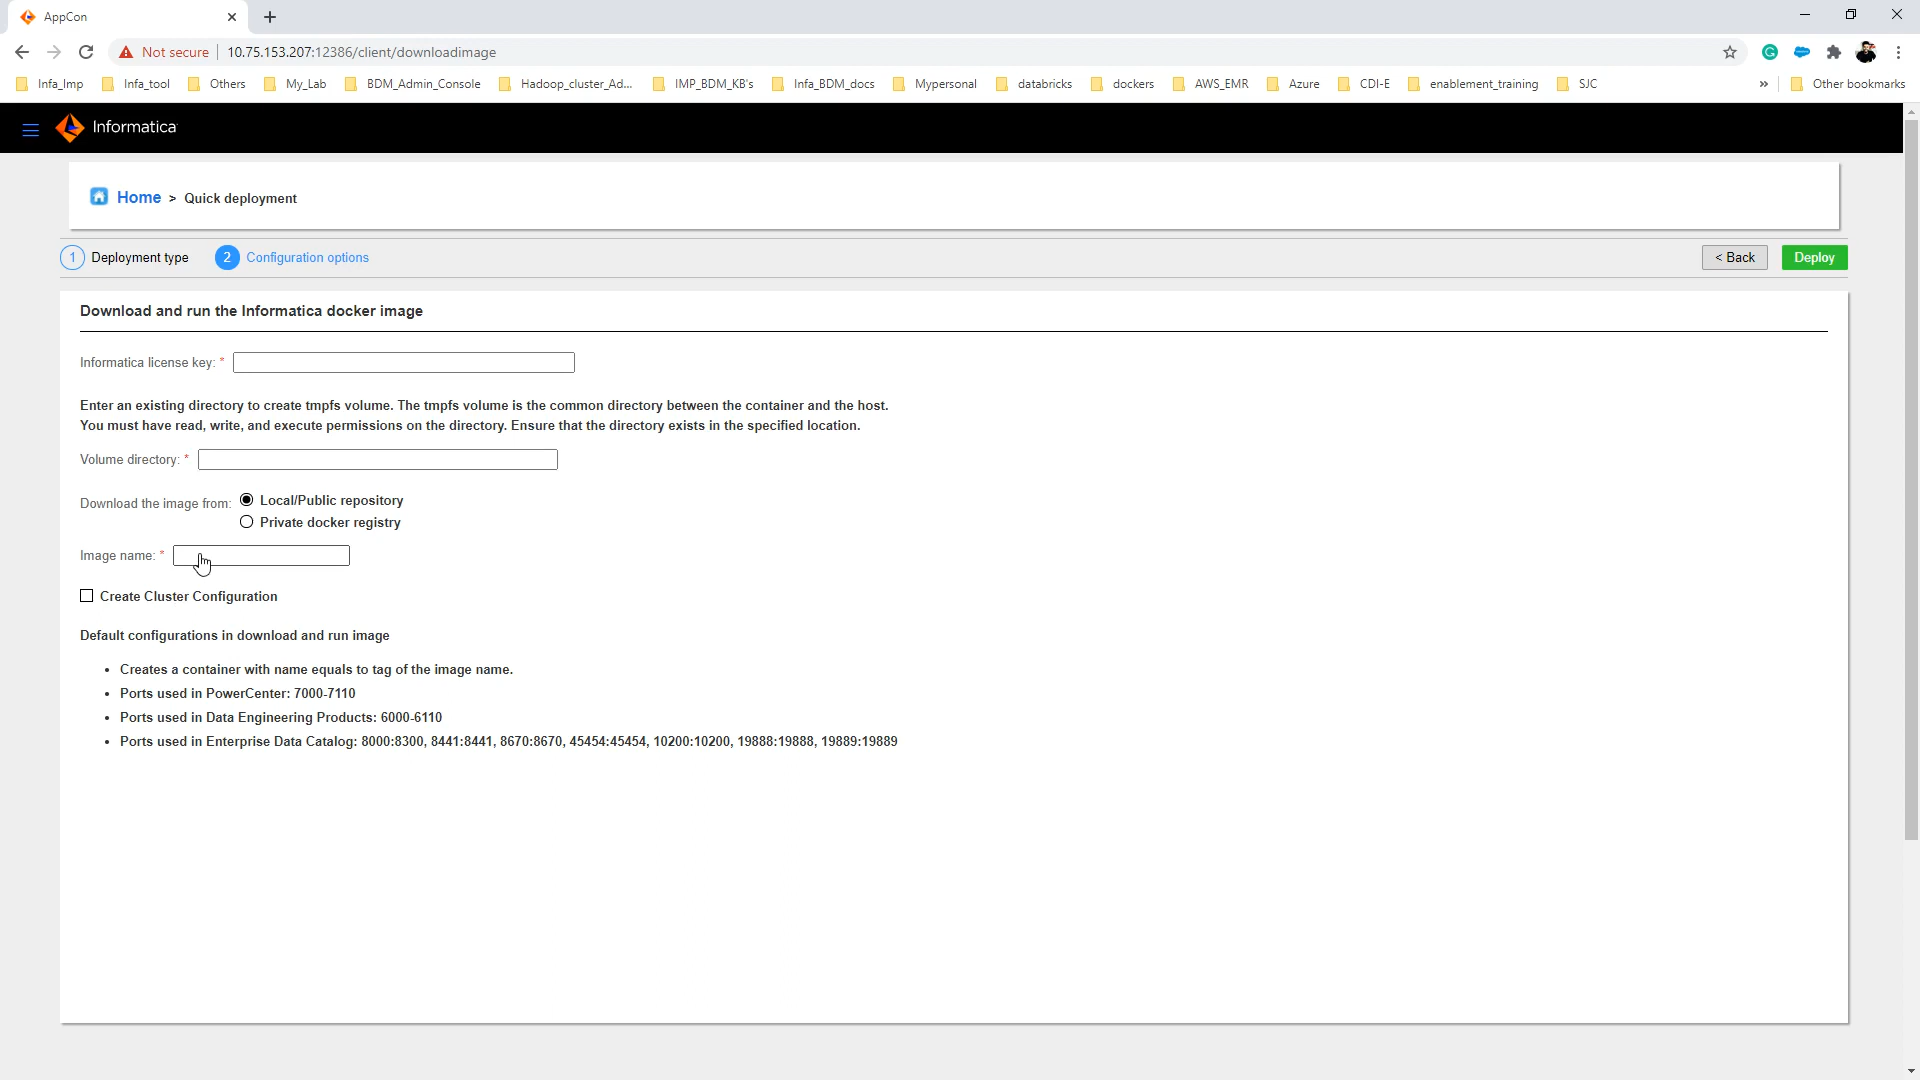 AppCon
Not secure 10.75.153.207:12386/client/downloadimage
Infa_Imp Infa_tool Others My_Lab BDM_Admin_Console Hadoop_cluster_Ad... IMP_BDM_KB's Infa_BDM_docs Mypersonal databricks dockers AWS_EMR Azure CDI-E enablement_training SJC » Other bookmarks
Informatica
Home > Quick deployment
1 Deployment type 2 Configuration options < Back Deploy
Download and run the Informatica docker image
Informatica license key: *
Enter an existing directory to create tmpfs volume. The tmpfs volume is the common directory between the container and the host.
You must have read, write, and execute permissions on the directory. Ensure that the directory exists in the specified location.
Volume directory: *
Download the image from: Local/Public repository
Private docker registry
Image name: *
Create Cluster Configuration
Default configurations in download and run image
• Creates a container with name equals to tag of the image name.
• Ports used in PowerCenter: 7000-7110
• Ports used in Data Engineering Products: 6000-6110
• Ports used in Enterprise Data Catalog: 8000:8300, 8441:8441, 8670:8670, 45454:45454, 10200:10200, 19888:19888, 19889:19889